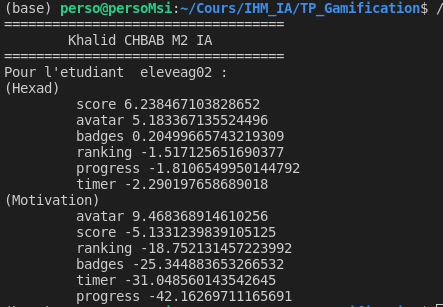 (base) perso@persoMsi:~/Cours/IHM_IA/TP_Gamification$ /
==================================
Khalid CHBAB M2 IA
==================================
Pour l'etudiant  eleveag02 :
(Hexad)
score 6.238467103828652
avatar 5.183367135524496
badges 0.20499665743219309
ranking -1.517125651690377
progress -1.8106549950144792
timer -2.290197658689018
(Motivation)
avatar 9.468368914610256
score -5.1331239839105125
ranking -18.752131457223992
badges -25.344883653266532
timer -31.048560143542645
progress -42.16269711165691